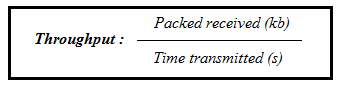 Packed received (kb)
Throughput :
Time transmitted (s)